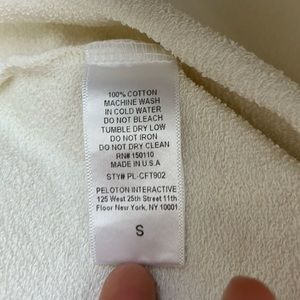 100% COTTON
MACHINE WASH
IN COLD WATER
DO NOT BLEACH
TUMBLE DRY LOW
DO NOT IRON
DO NOT DRY CLEAN
RN# 150110
MADE IN U.S.A
STY# PL-CFT902
PELOTON INTERACTIVE
125 West 25th Street 11th
Floor New York, NY 10001
S